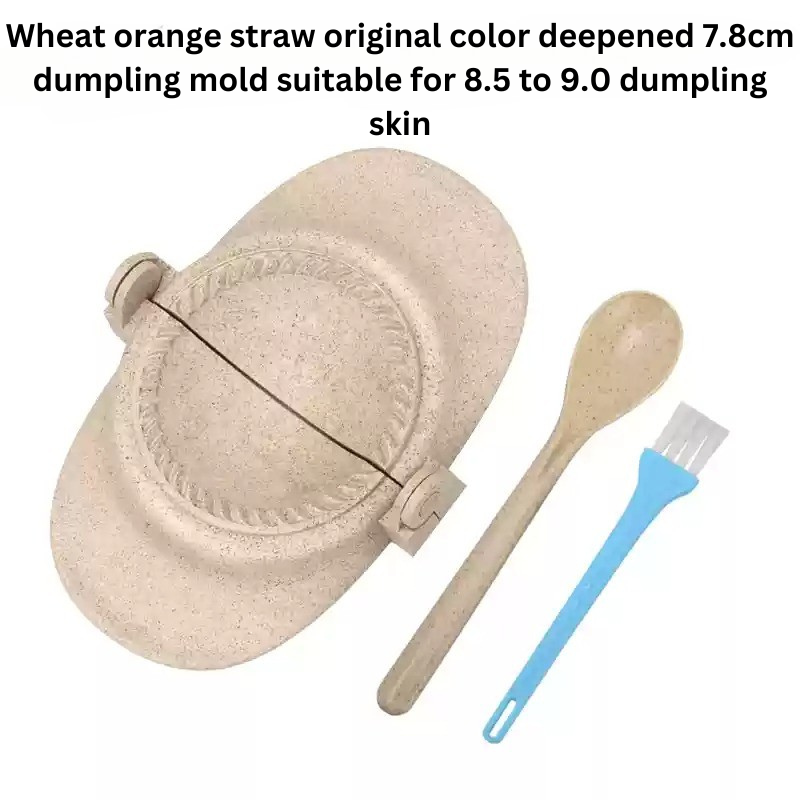 Wheat orange straw original color deepened 7.8cm
dumpling mold suitable for 8.5 to 9.0 dumpling
skin